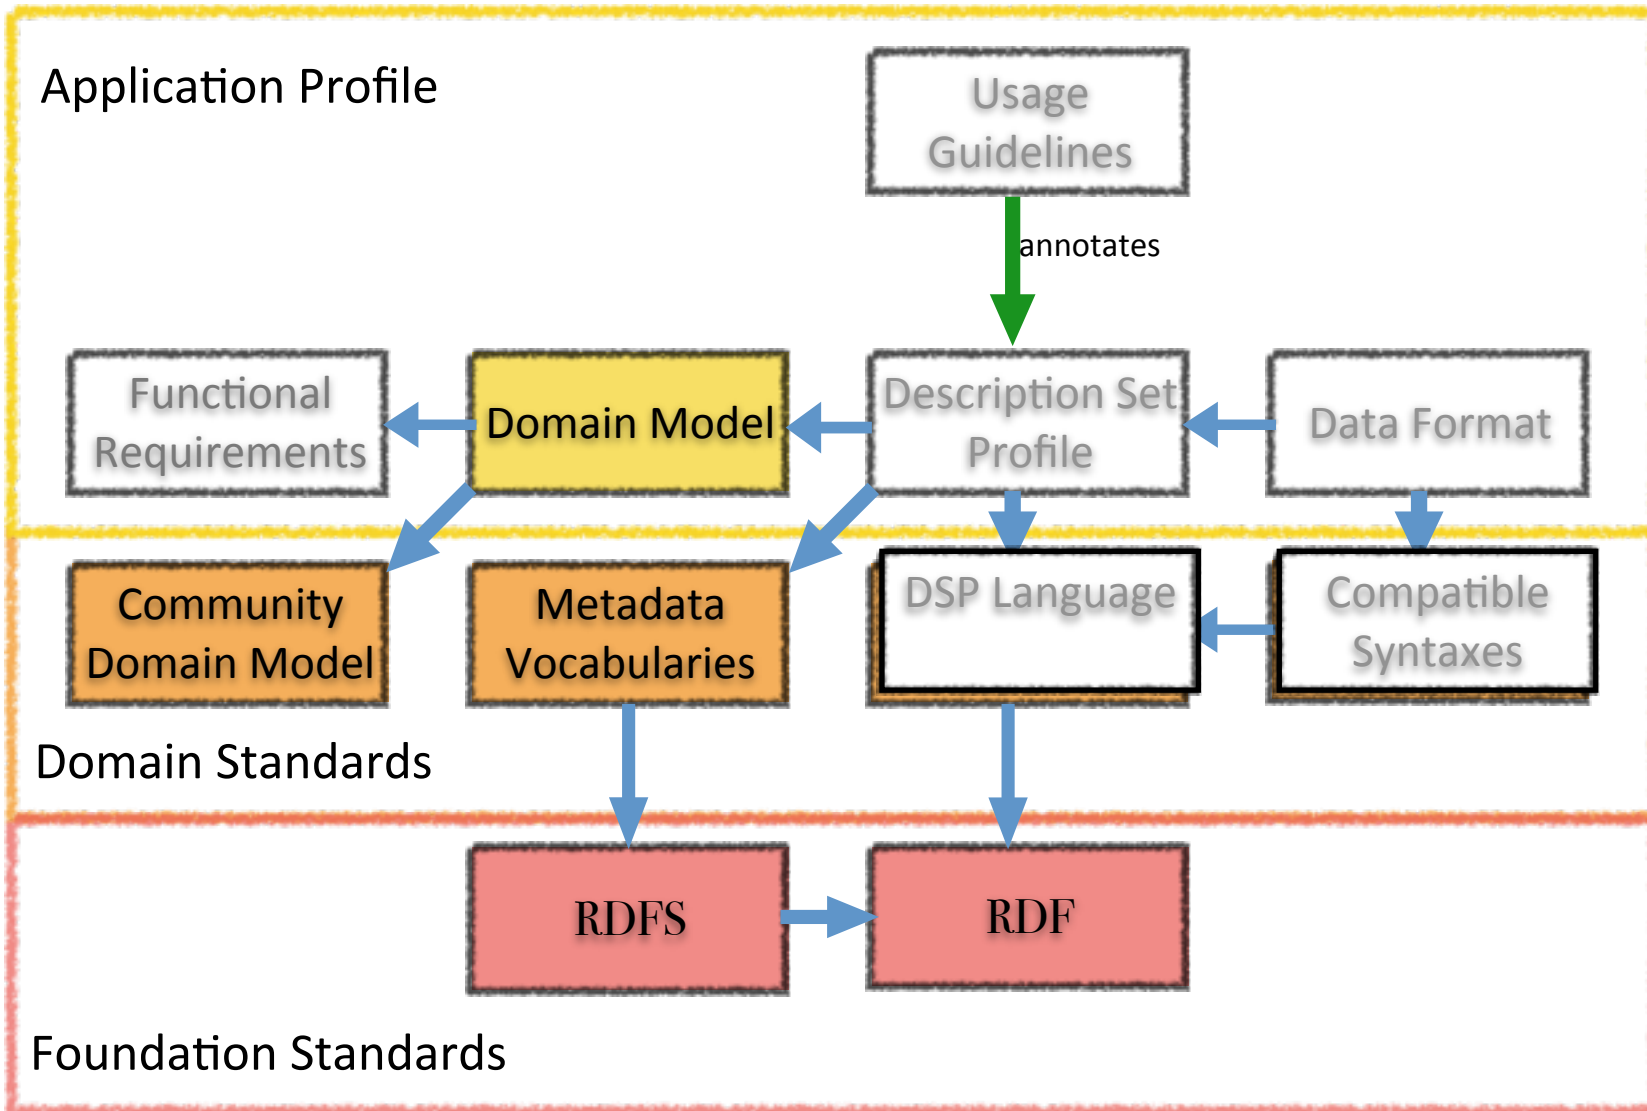 Application Profile
Usage
Guidelines
annotates
Functional
Requirements
Domain Model
Description Set
Profile
Data Format
Community
Domain Model
Metadata
Vocabularies
DSP Language
Compatible
Syntaxes
Domain Standards
RDFS
RDF
Foundation Standards